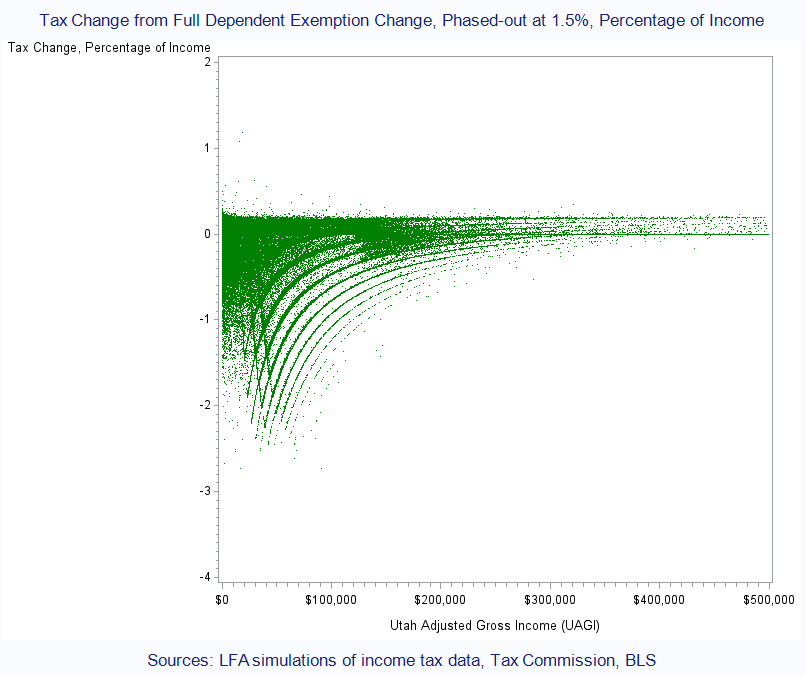 Tax Change from Full Dependent Exemption Change, Phased-out at 1.5%, Percentage of Income
Tax Change, Percentage of Income
2
1
0
-1
-2
-3
-4
$0 $100,000 $200,000 $300,000 $400,000 $500,000
Utah Adjusted Gross Income (UAGI)
Sources: LFA simulations of income tax data, Tax Commission, BLS